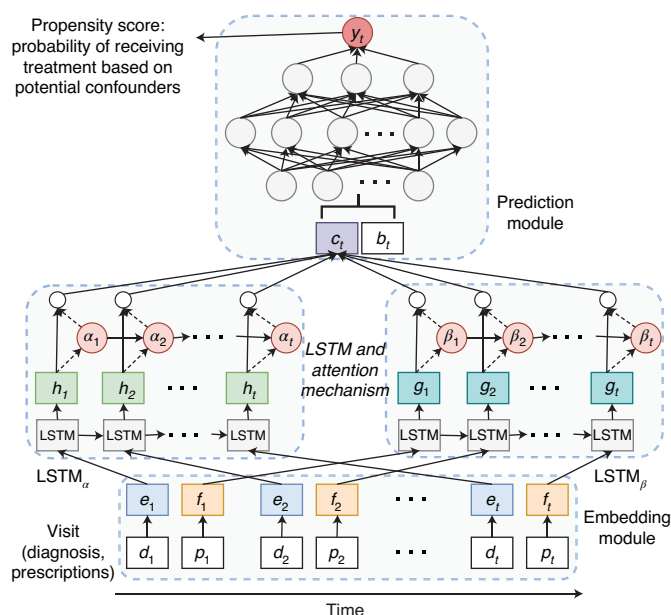 Propensity score:
probability of receiving
treatment based on
potential confounders
y_t
Prediction
module
c_t b_t
α_1 α_2 α_t
β_1 β_2 β_t
LSTM and
attention
mechanism
h_1 h_2 h_t
g_1 g_2 g_t
LSTM LSTM LSTM
LSTM LSTM LSTM
LSTM_α
LSTM_β
e_1 f_1 e_2 f_2 e_t f_t
Embedding
module
Visit
(diagnosis,
prescriptions)
d_1 p_1 d_2 p_2 d_t p_t
Time